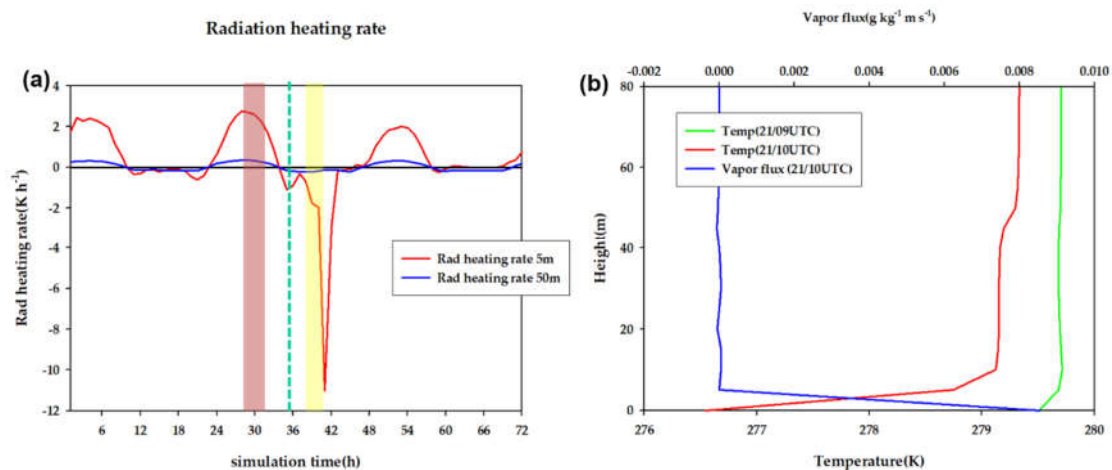 Radiation heating rate
(a)
Rad heating rate(K h⁻¹)
4
2
0
-2
-4
-6
-8
-10
-12
6 12 18 24 30 36 42 48 54 60 66 72
simulation time(h)
Rad heating rate 5m
Rad heating rate 50m
Vapor flux(g kg⁻¹ m s⁻¹)
-0.002 0.000 0.002 0.004 0.006 0.008 0.010
(b)
Height(m)
80
60
40
20
0
Temp(21/09UTC)
Temp(21/10UTC)
Vapor flux (21/10UTC)
276 277 278 279 280
Temperature(K)